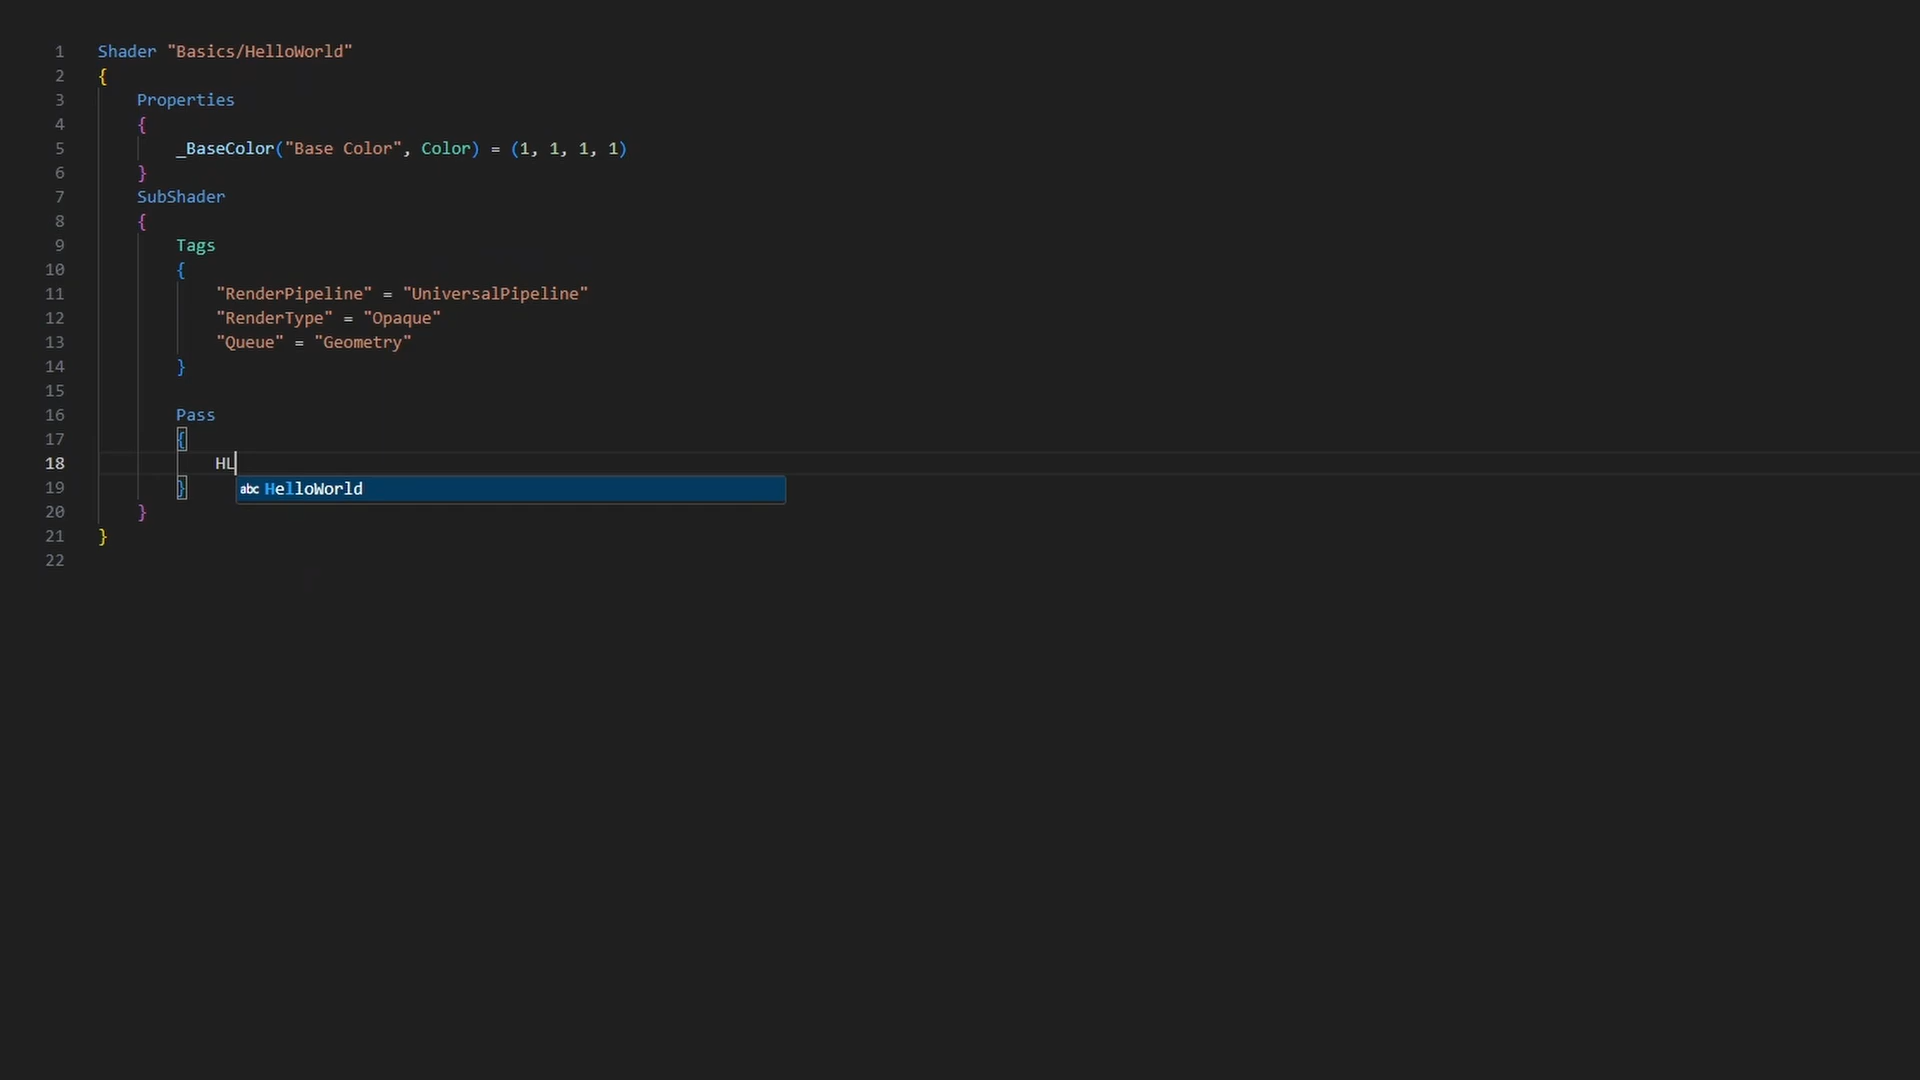 1 Shader "Basics/HelloWorld"
2 {
3 Properties
4 {
5 _BaseColor("Base Color", Color) = (1, 1, 1, 1)
6 }
7 SubShader
8 {
9 Tags
10 {
11 "RenderPipeline" = "UniversalPipeline"
12 "RenderType" = "Opaque"
13 "Queue" = "Geometry"
14 }
15
16 Pass
17 {
18 HL
19 } abc HelloWorld
20 }
21 }
22